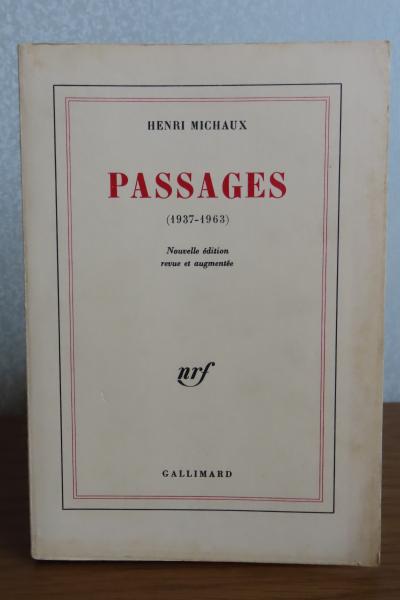 HENRI MICHAUX
PASSAGES
(1937-1963)
Nouvelle édition
revue et augmentée
nrf
GALLIMARD